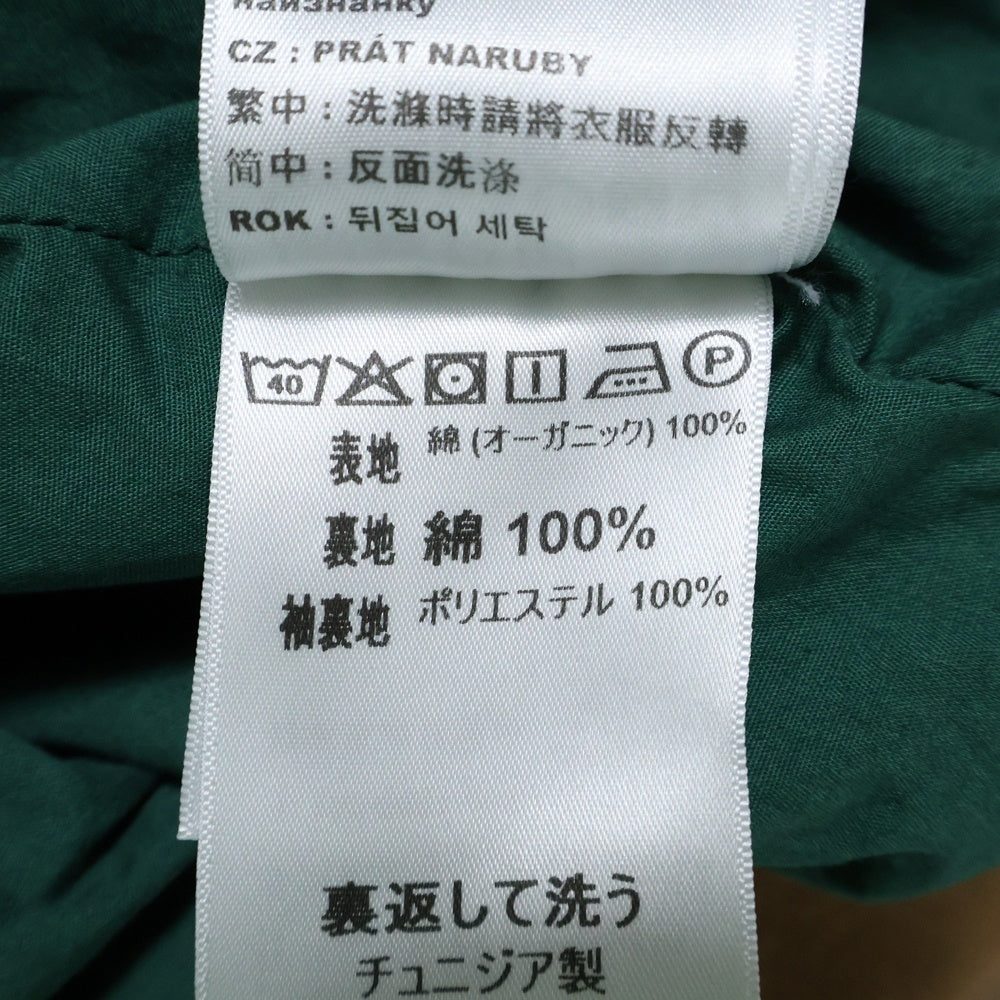 наизнанку
CZ : PRÁT NARUBY
繁中 : 洗滌時請將衣服反轉
简中 : 反面洗涤
ROK : 뒤집어 세탁
40 P
表地 綿 (オーガニック) 100%
裏地 綿 100%
袖裏地 ポリエステル 100%
裏返して洗う
チュニジア製